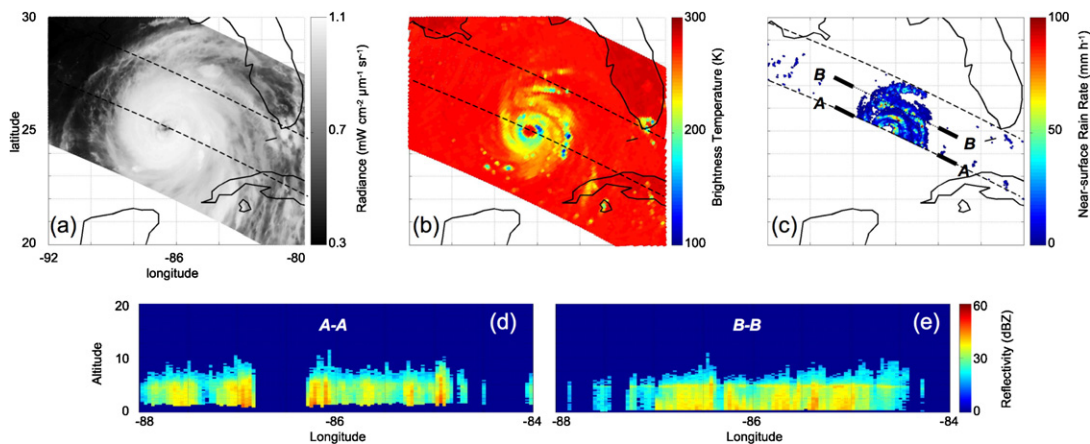 30
25
20
latitude
-92
-86
-80
longitude
(a)
1.1
0.7
0.3
Radiance (mW cm⁻² µm⁻¹ sr⁻¹)
(b)
300
200
100
Brightness Temperature (K)
B
A
B
A
(c)
100
50
0
Near-surface Rain Rate (mm h⁻¹)
20
10
0
Altitude
A-A
(d)
-88
-86
-84
Longitude
B-B
(e)
-88
-86
-84
Longitude
60
30
0
Reflectivity (dBZ)